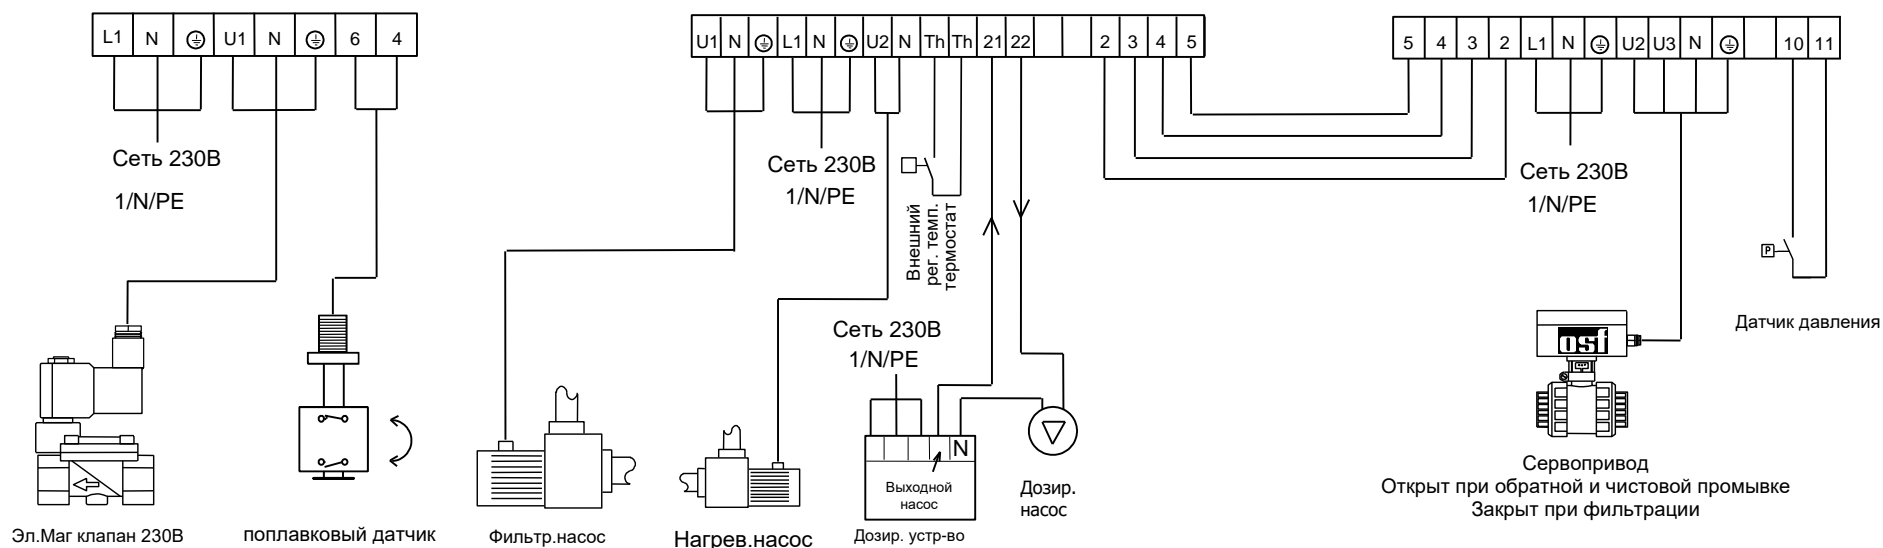 L1 N U1 N 6 4
U1 N L1 N U2 N Th Th 21 22 2 3 4 5
5 4 3 2 L1 N U2 U3 N 10 11
Сеть 230В
1/N/PE
Сеть 230В
1/N/PE
Внешний
рег. темп.
термостат
Сеть 230В
1/N/PE
P
Датчик давления
Сеть 230В
1/N/PE
osf
N
Выходной
насос
Дозир.
насос
Сервопривод
Открыт при обратной и чистовой промывке
Закрыт при фильтрации
Эл.Маг клапан 230В
поплавковый датчик
Фильтр.насос
Нагрев.насос
Дозир. устр-во